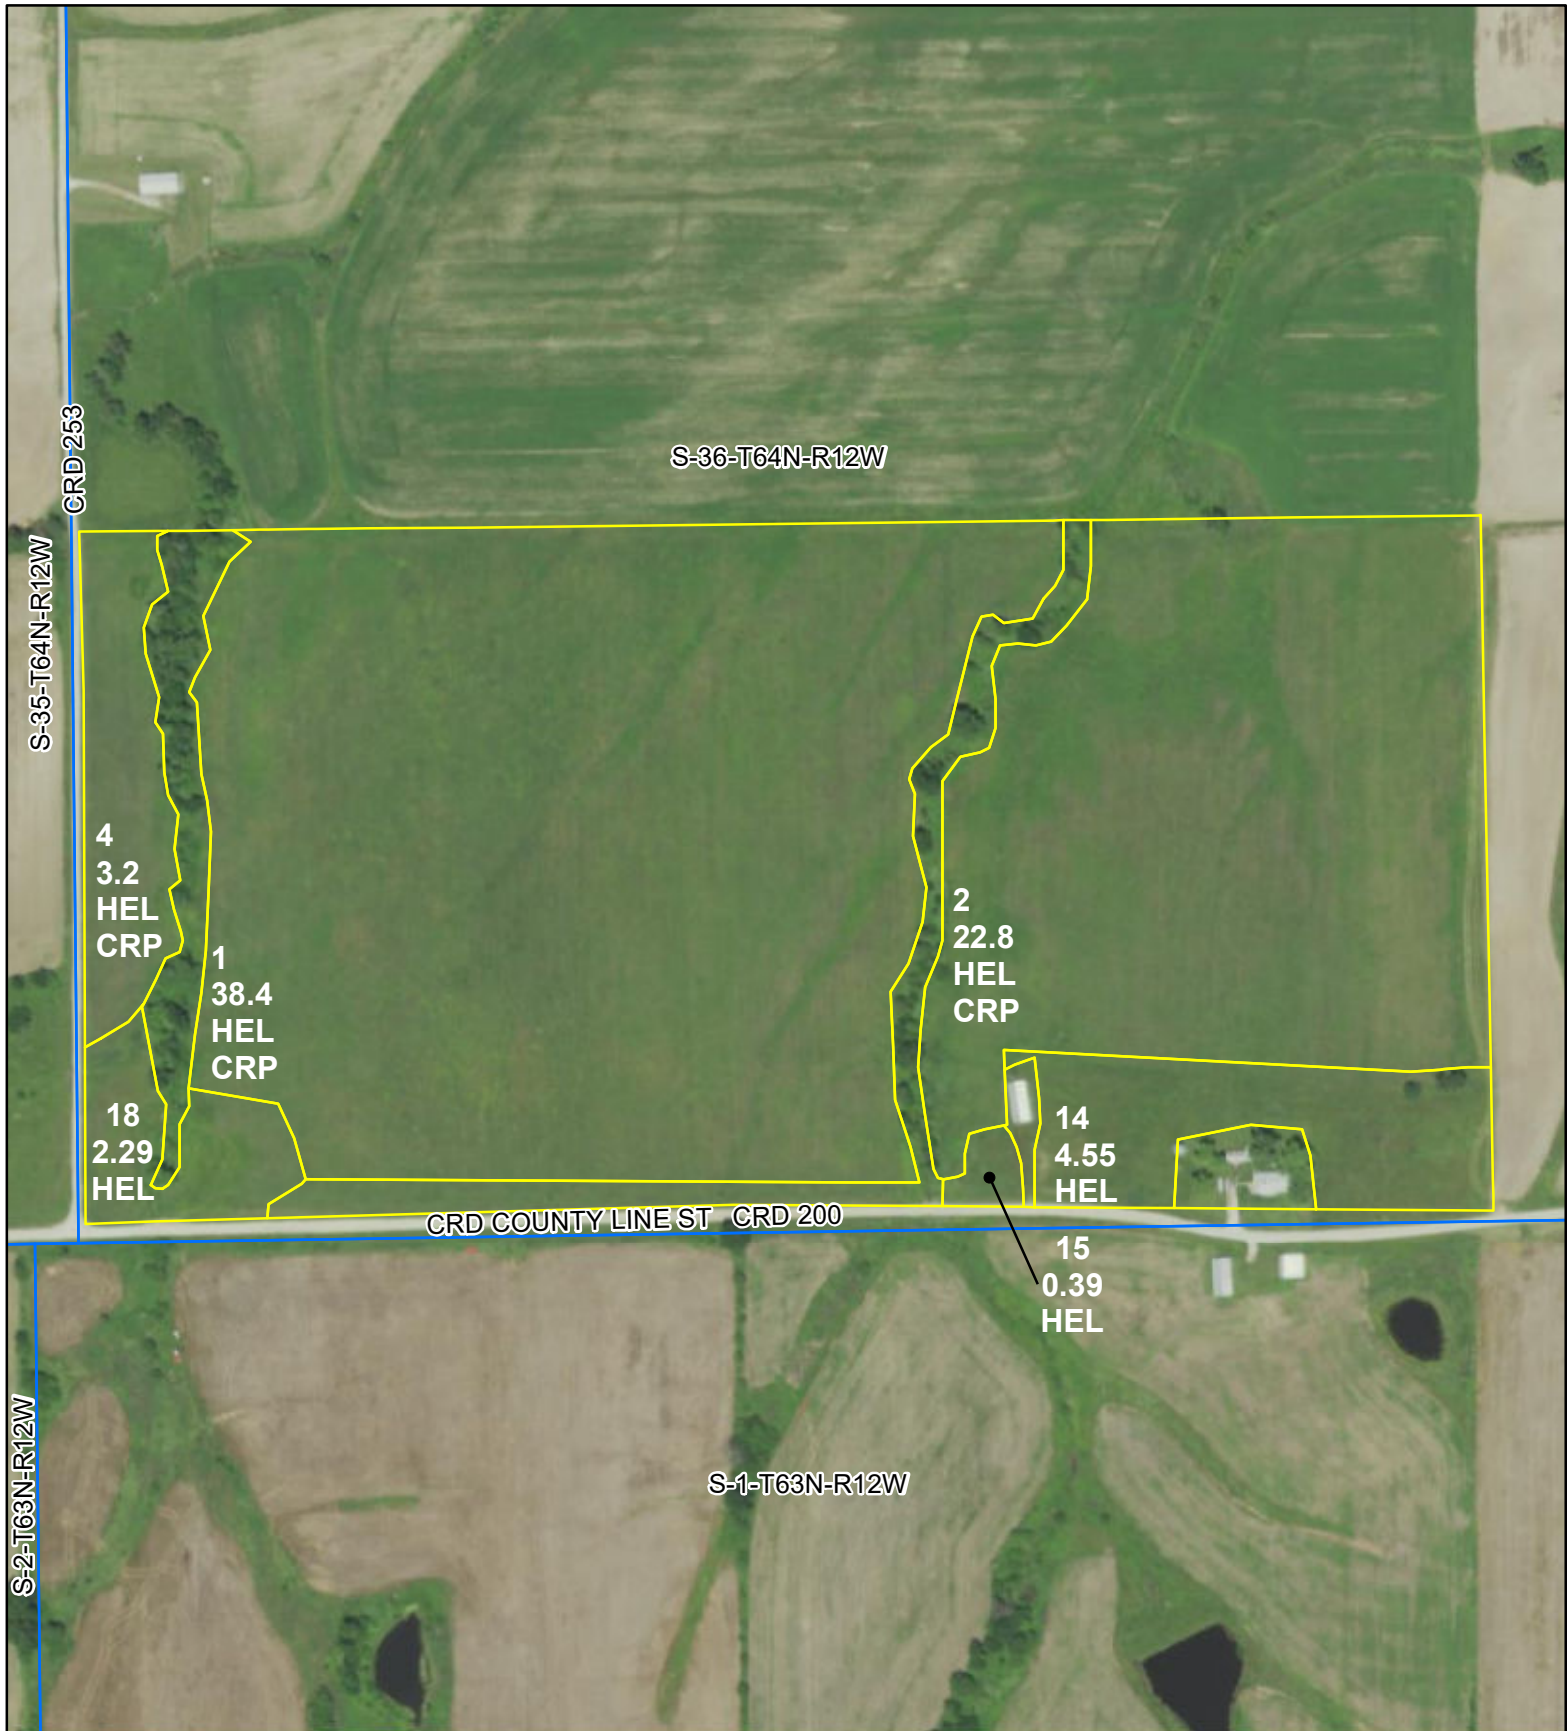 CRD 253
S-36-T64N-R12W
S-35-T64N-R12W
4
3.2
HEL
CRP
1
38.4
HEL
CRP
2
22.8
HEL
CRP
18
2.29
HEL
14
4.55
HEL
CRD COUNTY LINE ST CRD 200
15
0.39
HEL
S-1-T63N-R12W
S-2-T63N-R12W